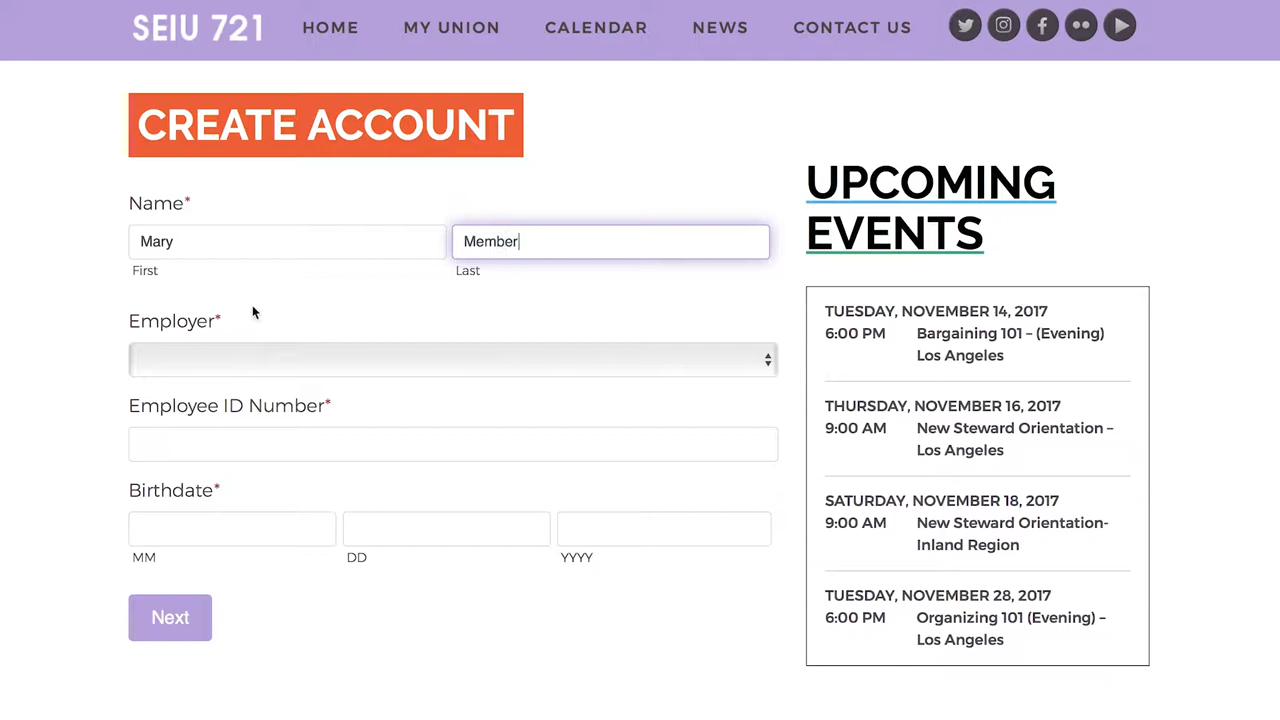 SEIU 721 HOME MY UNION CALENDAR NEWS CONTACT US
CREATE ACCOUNT
Name*
Mary Member
First Last
Employer*
Employee ID Number*
Birthdate*
MM DD YYYY
Next
UPCOMING
EVENTS
TUESDAY, NOVEMBER 14, 2017
6:00 PM Bargaining 101 – (Evening)
Los Angeles
THURSDAY, NOVEMBER 16, 2017
9:00 AM New Steward Orientation –
Los Angeles
SATURDAY, NOVEMBER 18, 2017
9:00 AM New Steward Orientation-
Inland Region
TUESDAY, NOVEMBER 28, 2017
6:00 PM Organizing 101 (Evening) –
Los Angeles